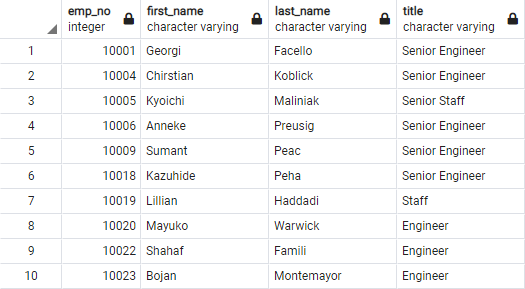 emp_no first_name last_name title
integer character varying character varying character varying
1 10001 Georgi Facello Senior Engineer
2 10004 Chirstian Koblick Senior Engineer
3 10005 Kyoichi Maliniak Senior Staff
4 10006 Anneke Preusig Senior Engineer
5 10009 Sumant Peac Senior Engineer
6 10018 Kazuhide Peha Senior Engineer
7 10019 Lillian Haddadi Staff
8 10020 Mayuko Warwick Engineer
9 10022 Shahaf Famili Engineer
10 10023 Bojan Montemayor Engineer